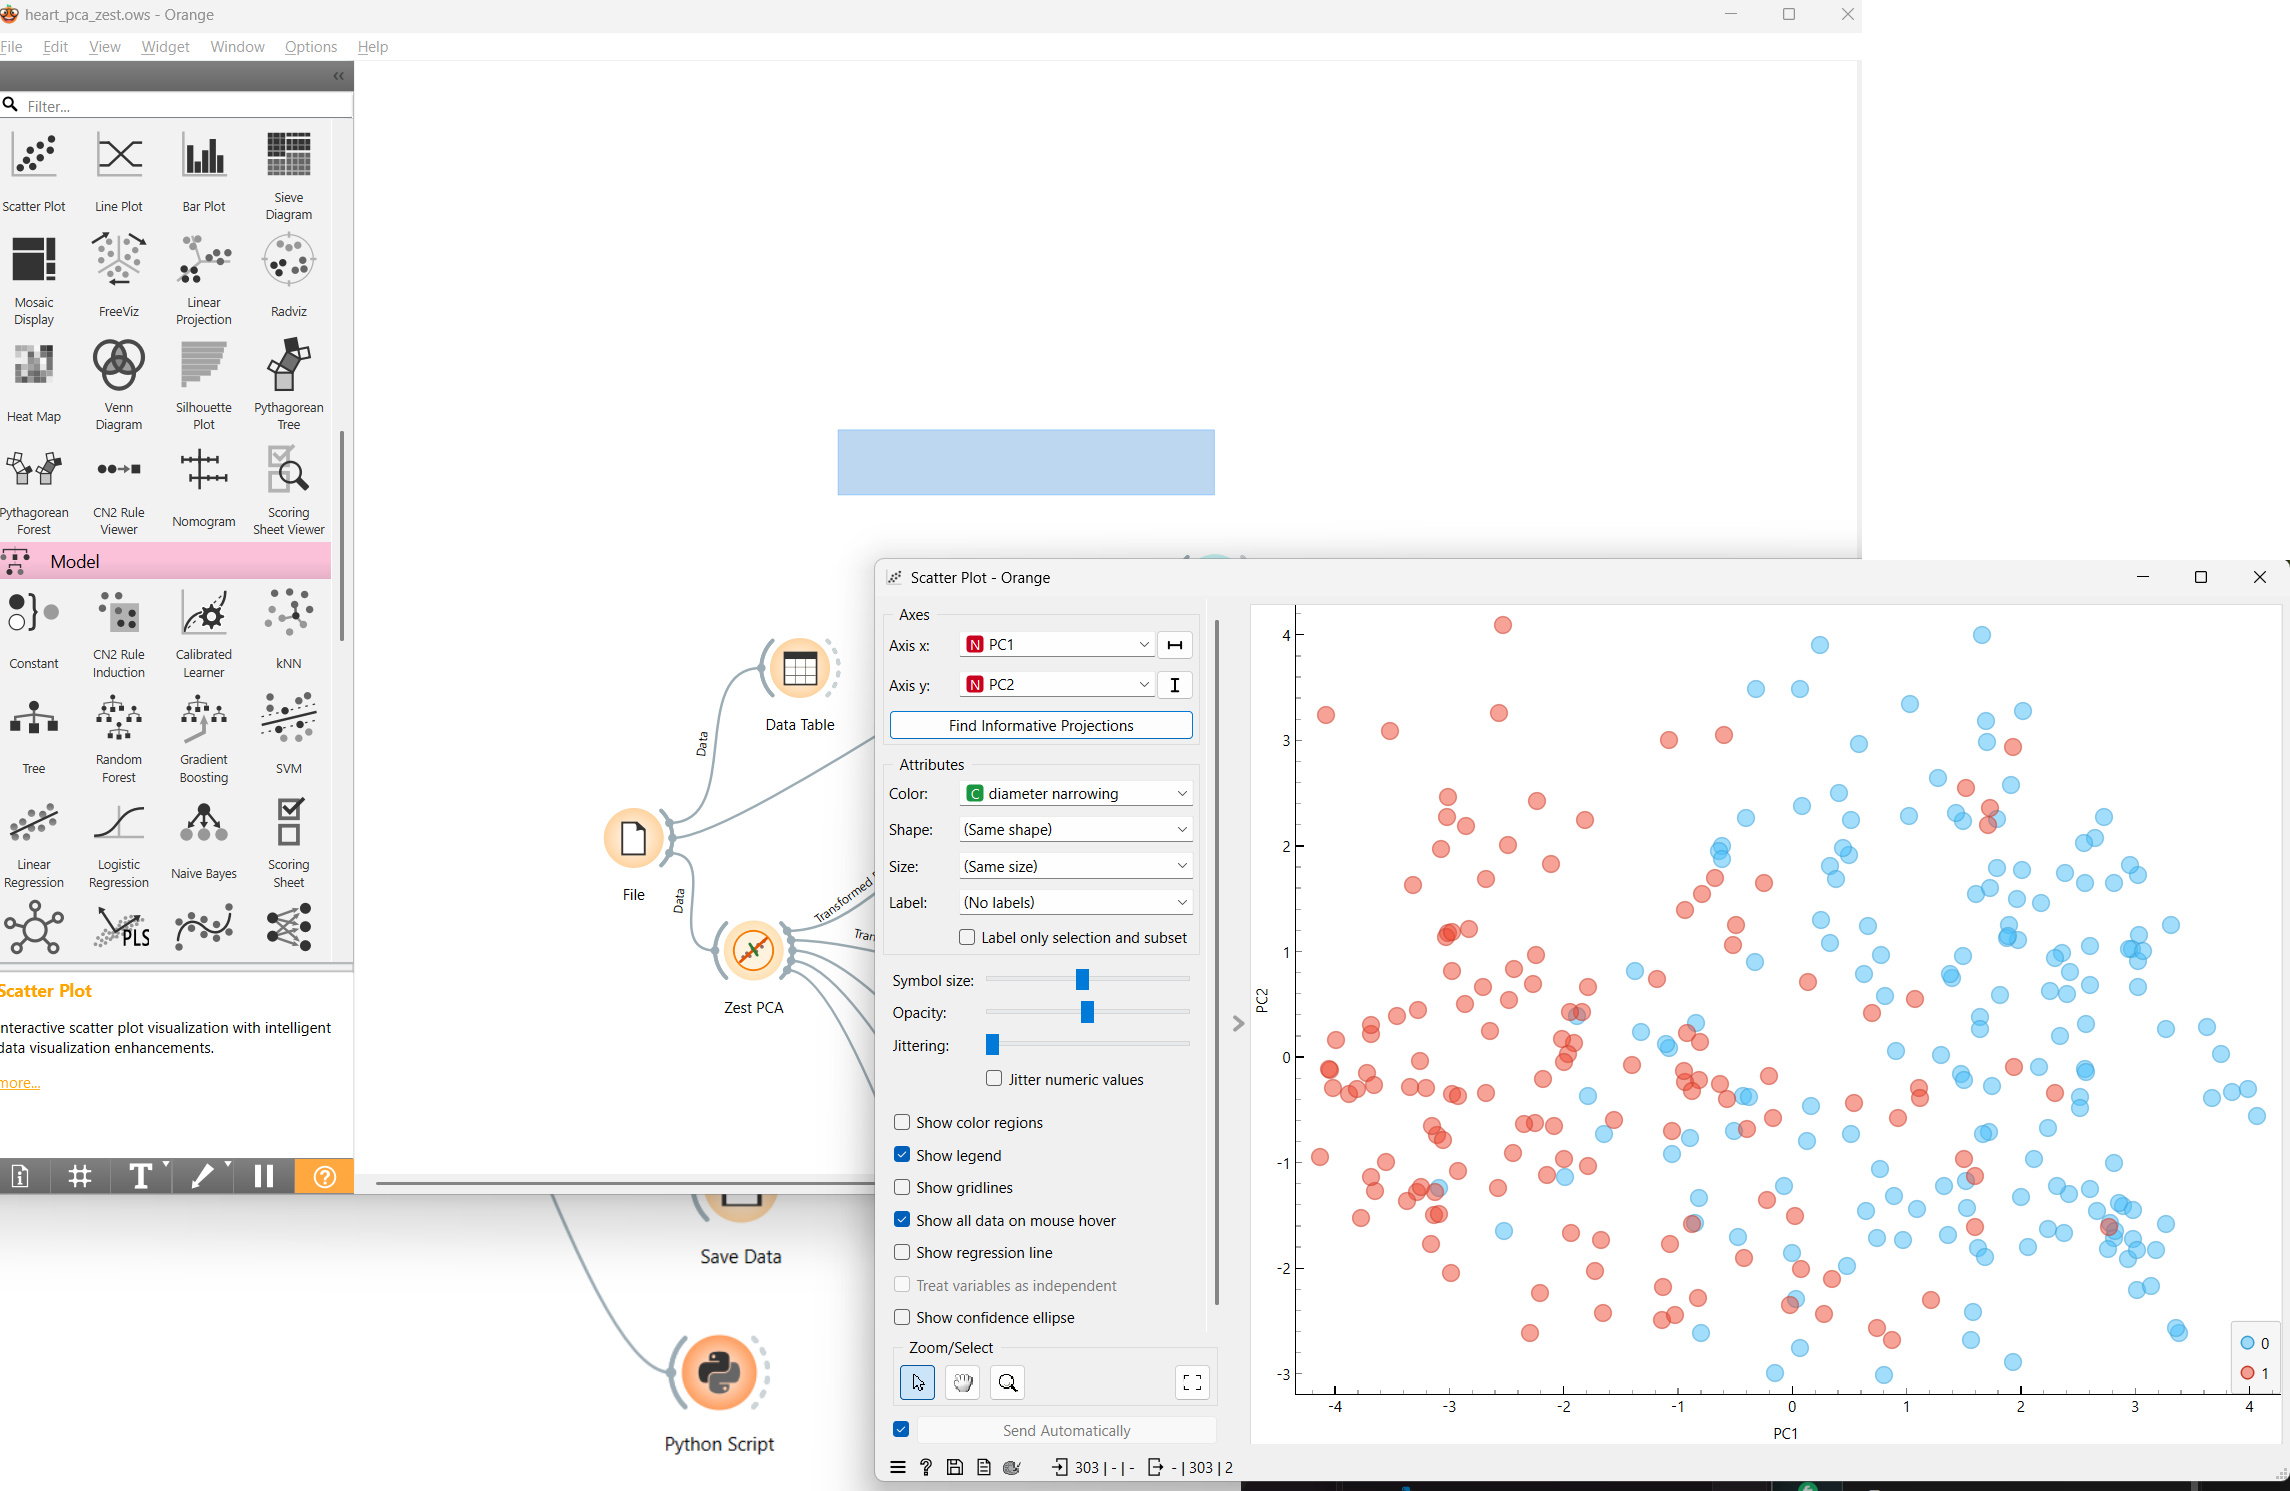 heart_pca_zest.ows - Orange
File Edit View Widget Window Options Help
Filter...
Scatter Plot
Line Plot
Bar Plot
Sieve
Diagram
Mosaic
Display
FreeViz
Linear
Projection
Radviz
Heat Map
Venn
Diagram
Silhouette
Plot
Pythagorean
Tree
Pythagorean
Forest
CN2 Rule
Viewer
Nomogram
Scoring
Sheet Viewer
Model
Constant
CN2 Rule
Induction
Calibrated
Learner
kNN
Tree
Random
Forest
Gradient
Boosting
SVM
Linear
Regression
Logistic
Regression
Naive Bayes
Scoring
Sheet
PLS
Scatter Plot
nteractive scatter plot visualization with intelligent
data visualization enhancements.
more...
T
Data Table
Data
File
Data
Transformed
Tran
Zest PCA
Save Data
Python Script
Scatter Plot - Orange
Axes
Axis x: N PC1
Axis y: N PC2
Find Informative Projections
Attributes
Color: C diameter narrowing
Shape: (Same shape)
Size: (Same size)
Label: (No labels)
Label only selection and subset
Symbol size:
Opacity:
Jittering:
Jitter numeric values
Show color regions
Show legend
Show gridlines
Show all data on mouse hover
Show regression line
Treat variables as independent
Show confidence ellipse
Zoom/Select
Send Automatically
303 | - | - - | 303 | 2
4
3
2
1
0
-1
-2
-3
PC2
-4 -3 -2 -1 0 1 2 3 4
PC1
0
1